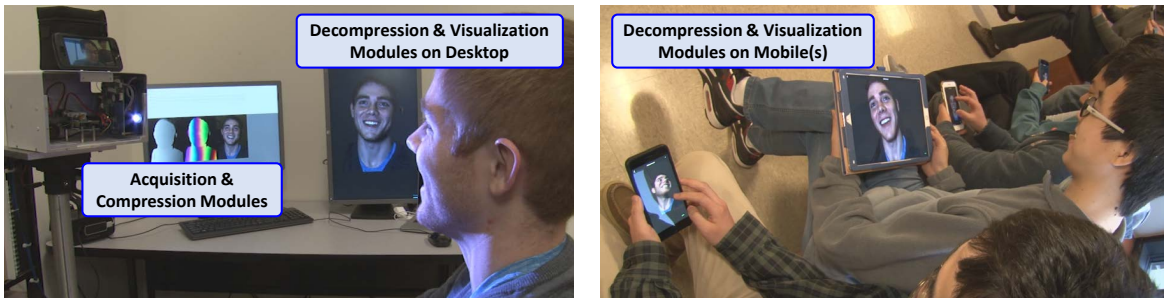 Decompression & Visualization
Modules on Desktop
Acquisition &
Compression Modules
Decompression & Visualization
Modules on Mobile(s)